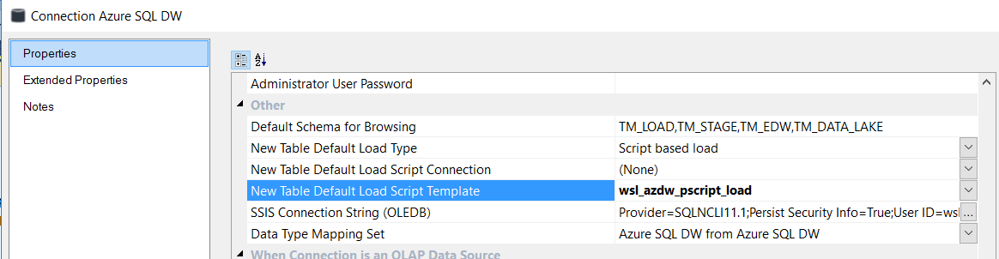 Connection Azure SQL DW
Properties
Extended Properties
Notes
Administrator User Password
Other
Default Schema for Browsing TM_LOAD,TM_STAGE,TM_EDW,TM_DATA_LAKE
New Table Default Load Type Script based load
New Table Default Load Script Connection (None)
New Table Default Load Script Template wsl_azdw_pscript_load
SSIS Connection String (OLEDB) Provider=SQLNCLI11.1;Persist Security Info=True;User ID=wsl ...
Data Type Mapping Set Azure SQL DW from Azure SQL DW
When Connection is an OLAP Data Source